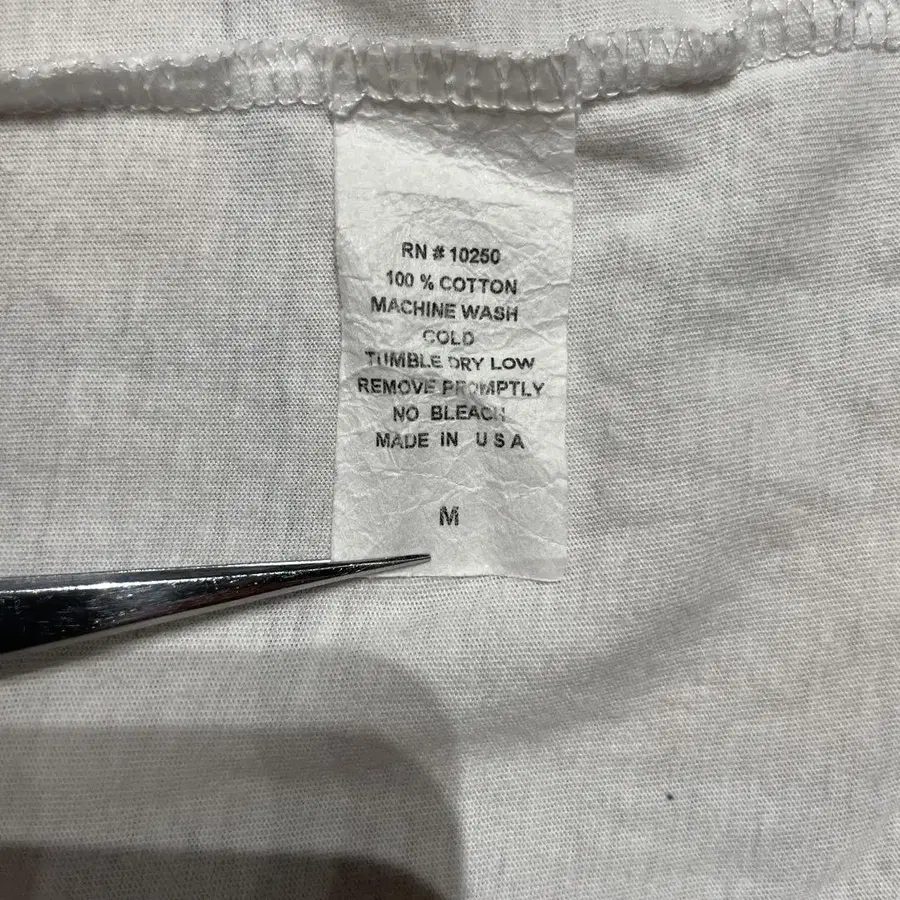 RN # 10250
100 % COTTON
MACHINE WASH
COLD
TUMBLE DRY LOW
REMOVE PROMPTLY
NO BLEACH
MADE IN U S A
M